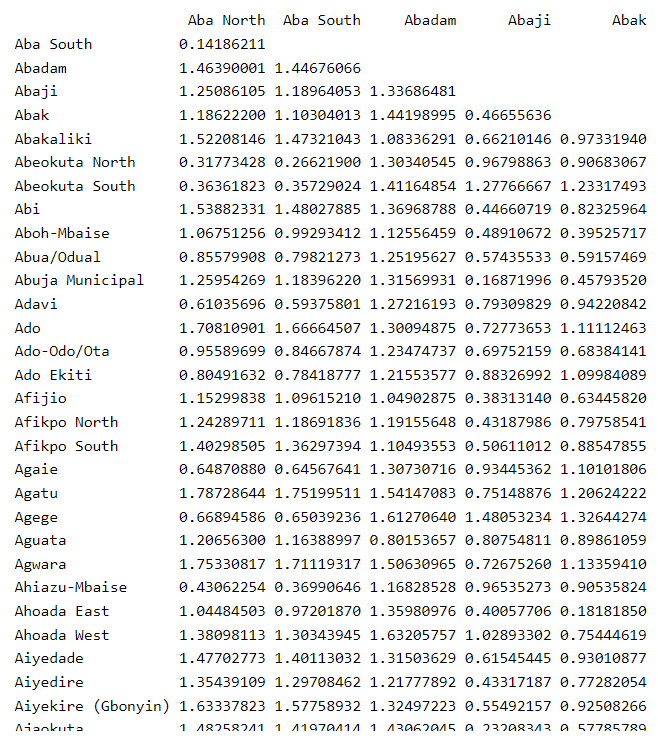 Aba North Aba South Abadam Abaji Abak
Aba South 0.14186211
Abadam 1.46390001 1.44676066
Abaji 1.25086105 1.18964053 1.33686481
Abak 1.18622200 1.10304013 1.44198995 0.46655636
Abakaliki 1.52208146 1.47321043 1.08336291 0.66210146 0.97331940
Abeokuta North 0.31773428 0.26621900 1.30340545 0.96798863 0.90683067
Abeokuta South 0.36361823 0.35729024 1.41164854 1.27766667 1.23317493
Abi 1.53882331 1.48027885 1.36968788 0.44660719 0.82325964
Aboh-Mbaise 1.06751256 0.99293412 1.12556459 0.48910672 0.39525717
Abua/Odual 0.85579908 0.79821273 1.25195627 0.57435533 0.59157469
Abuja Municipal 1.25954269 1.18396220 1.31569931 0.16871996 0.45793520
Adavi 0.61035696 0.59375801 1.27216193 0.79309829 0.94220842
Ado 1.70810901 1.66664507 1.30094875 0.72773653 1.11112463
Ado-Odo/Ota 0.95589699 0.84667874 1.23474737 0.69752159 0.68384141
Ado Ekiti 0.80491632 0.78418777 1.21553577 0.88326992 1.09984089
Afijio 1.15299838 1.09615210 1.04902875 0.38313140 0.63445820
Afikpo North 1.24289711 1.18691836 1.19155648 0.43187986 0.79758541
Afikpo South 1.40298505 1.36297394 1.10493553 0.50611012 0.88547855
Agaie 0.64870880 0.64567641 1.30730716 0.93445362 1.10101806
Agatu 1.78728644 1.75199511 1.54147083 0.75148876 1.20624222
Agege 0.66894586 0.65039236 1.61270640 1.48053234 1.32644274
Aguata 1.20656300 1.16388997 0.80153657 0.80754811 0.89861059
Agwara 1.75330817 1.71119317 1.50630965 0.72675260 1.13359410
Ahiazu-Mbaise 0.43062254 0.36990646 1.16828528 0.96535273 0.90535824
Ahoada East 1.04484503 0.97201870 1.35980976 0.40057706 0.18181850
Ahoada West 1.38098113 1.30343945 1.63205757 1.02893302 0.75444619
Aiyedade 1.47702773 1.40113032 1.31503629 0.61545445 0.93010877
Aiyedire 1.35439109 1.29708462 1.21777892 0.43317187 0.77282054
Aiyekire (Gbonyin) 1.63337823 1.57758932 1.32497223 0.55492157 0.92508266
Ajaokuta 1.48258241 1.41970414 1.43062045 0.23208343 0.57785789